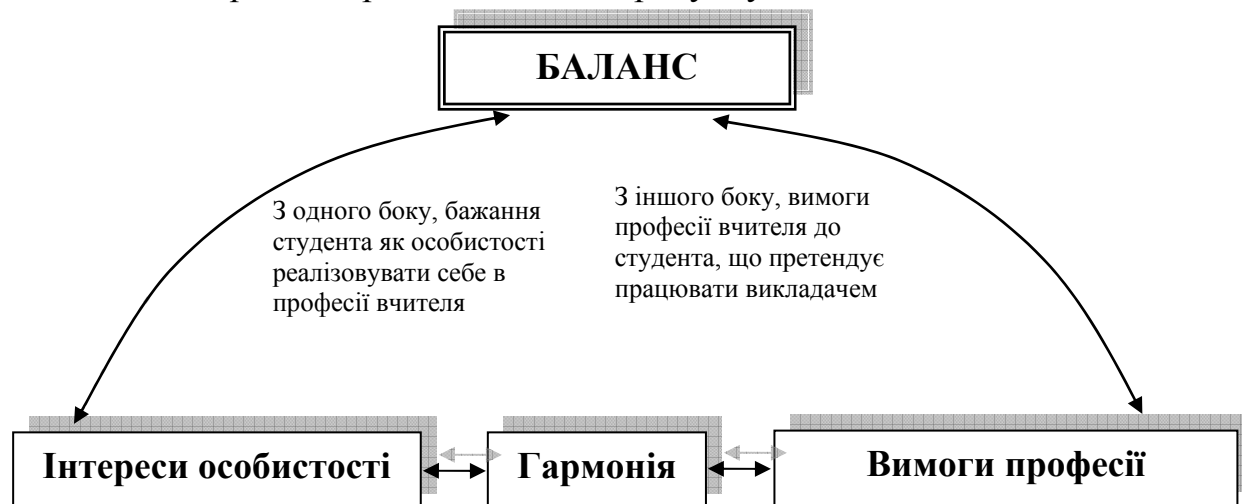 БАЛАНС
З одного боку, бажання
студента як особистості
реалізовувати себе в
професії вчителя
З іншого боку, вимоги
професії вчителя до
студента, що претендує
працювати викладачем
Інтереси особистості
Гармонія
Вимоги професії